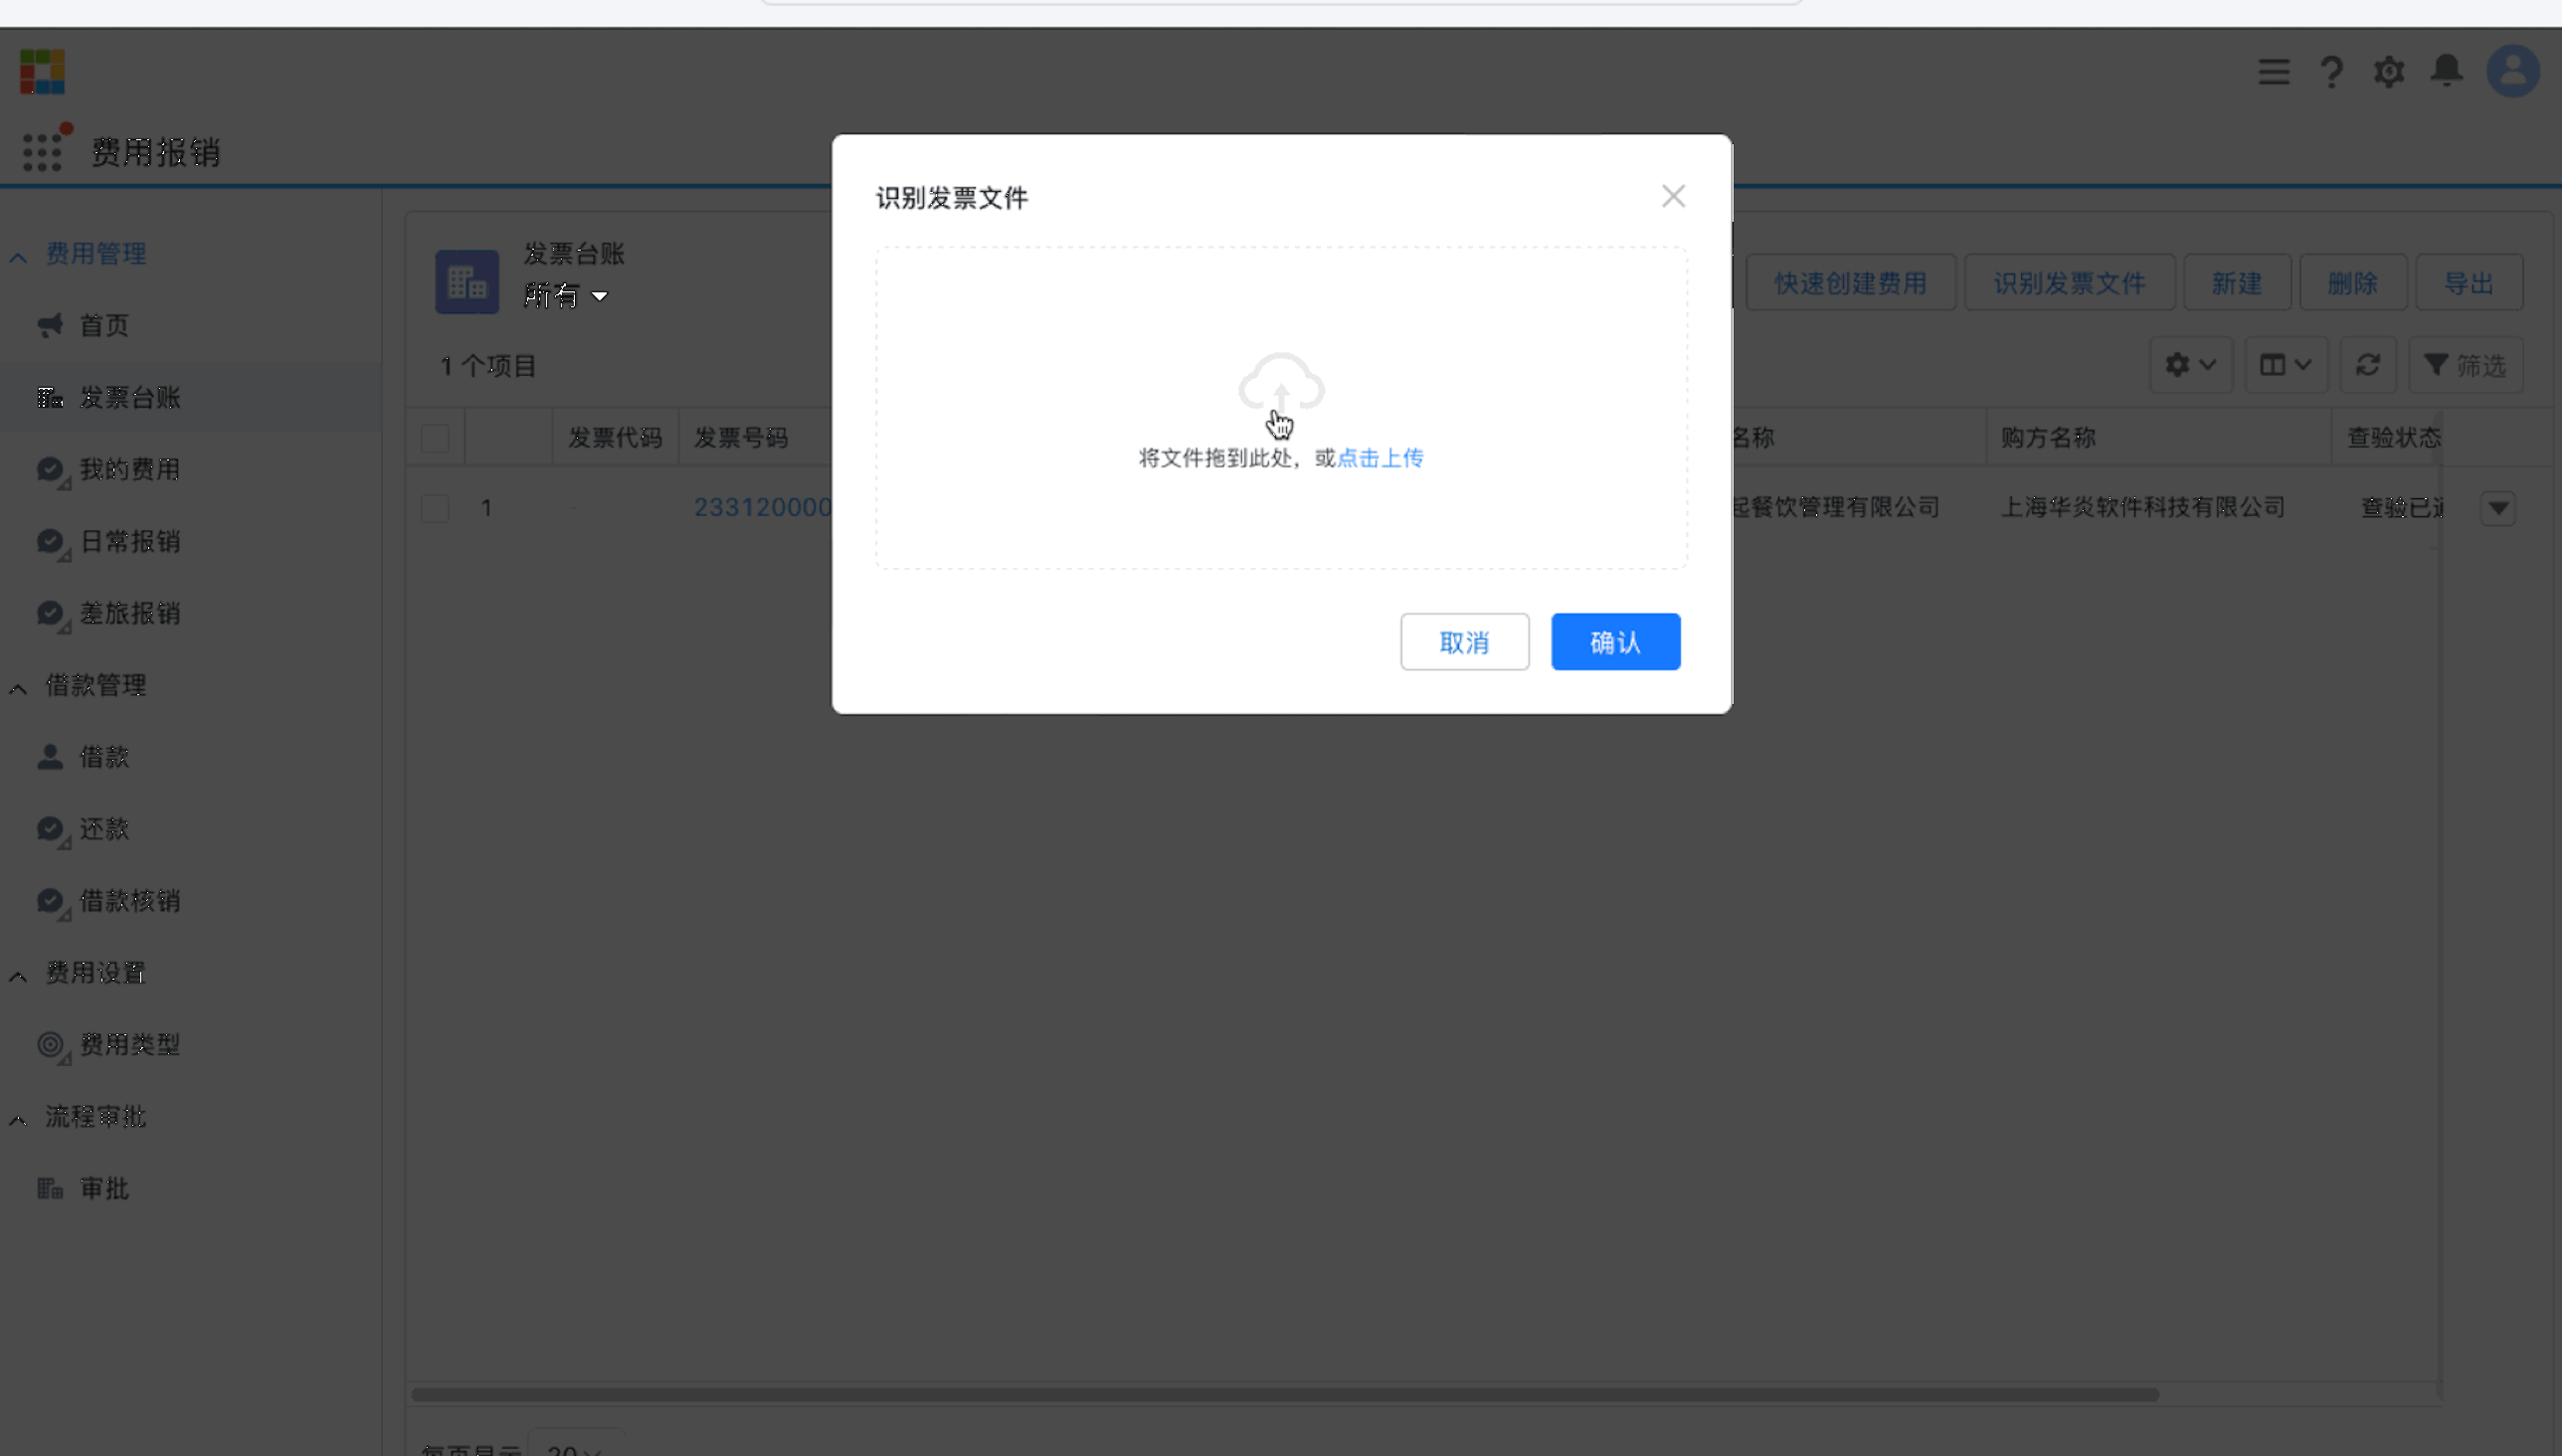 费用报销
费用管理
首页
发票台账
我的费用
日常报销
差旅报销
借款管理
借款
还款
借款核销
费用设置
费用类型
流程审批
审批
发票台账
所有
快速创建费用 识别发票文件 新建 删除 导出
1 个项目
筛选
发票代码 发票号码 名称 购方名称 查验状态
1 - 233120000 起餐饮管理有限公司 上海华炎软件科技有限公司 查验已
识别发票文件
将文件拖到此处，或点击上传
取消 确认
每页显示 20